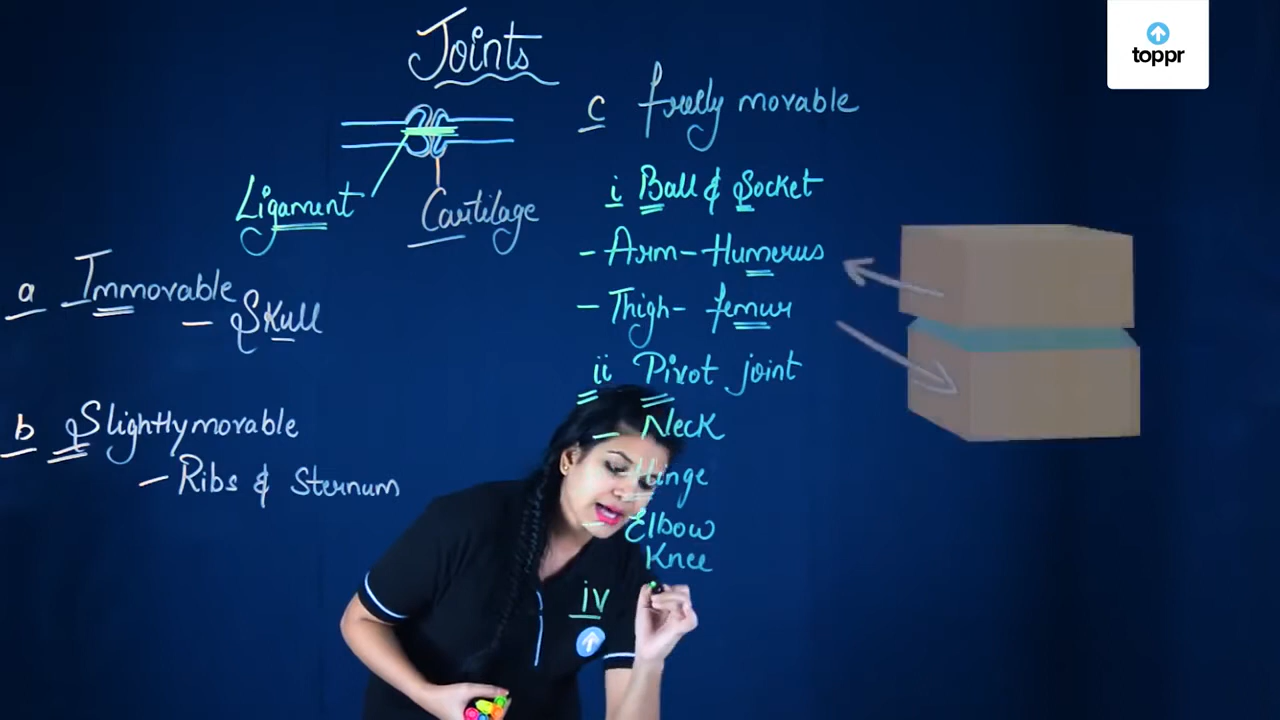 Joints
Ligament
Cartilage
a Immovable
- Skull
b Slightly movable
- Ribs & Sternum
c freely movable
i Ball & Socket
- Arm - Humerus
- Thigh - femur
ii Pivot joint
- Neck
Hinge
- Elbow
Knee
iv
toppr